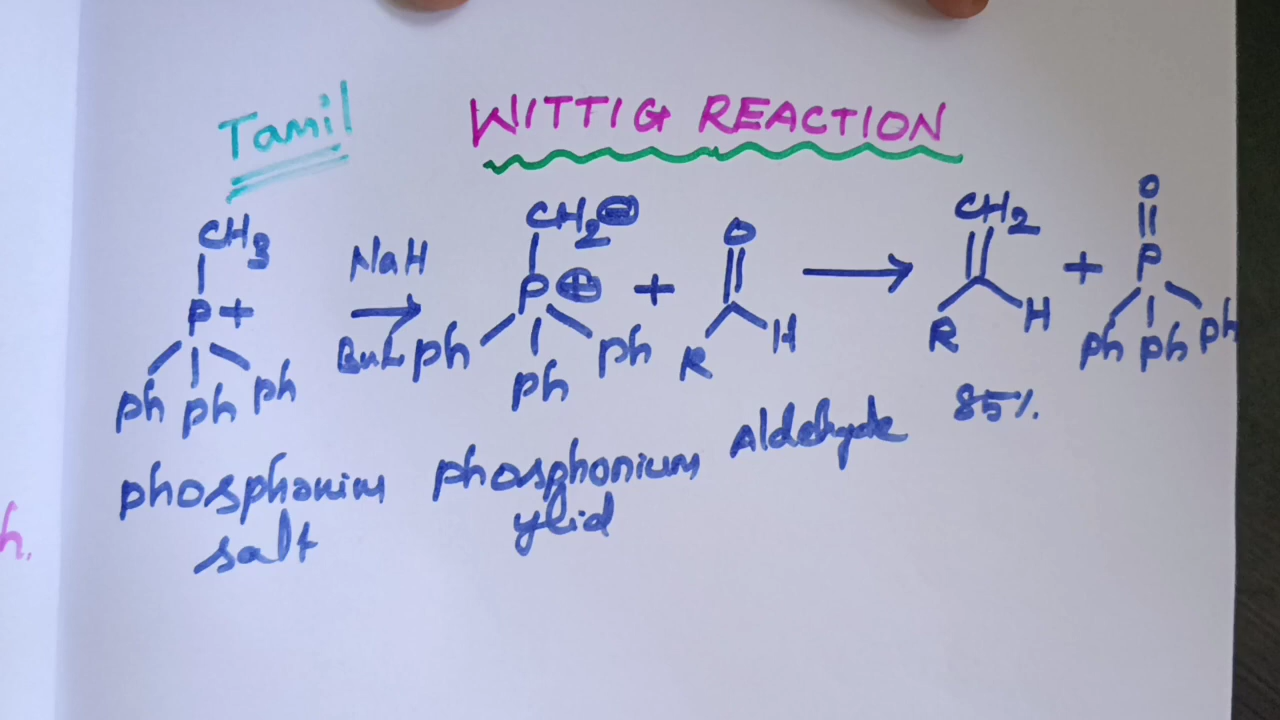 Tamil
WITTIG REACTION
CH3 NaH CH2⊖ O CH2 O
P+ BuL P⊕ + → + P
Ph Ph Ph Ph Ph Ph R H R H Ph Ph Ph
phosphonium salt
phosphonium ylid
Aldehyde
85%
h.